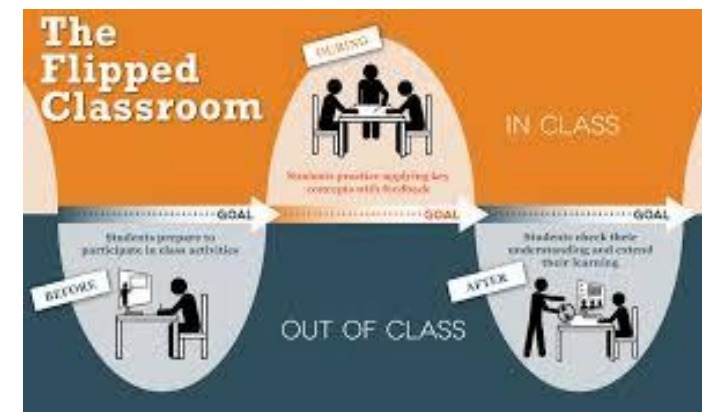 The
Flipped
Classroom
DURING
IN CLASS
Students practice applying key
concepts with feedback
GOAL
GOAL
GOAL
Students prepare to
participate in class activities
BEFORE
Students check their
understanding and extend
their learning
AFTER
OUT OF CLASS